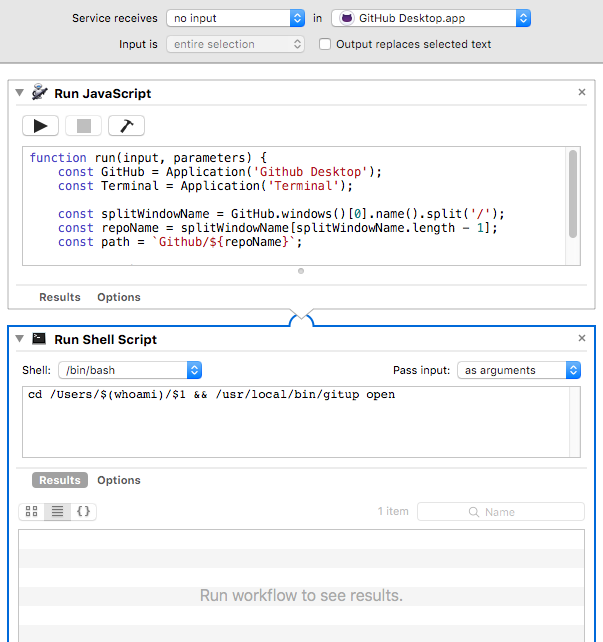 Service receives no input in GitHub Desktop.app
Input is entire selection Output replaces selected text
Run JavaScript
function run(input, parameters) {
const GitHub = Application('Github Desktop');
const Terminal = Application('Terminal');
const splitWindowName = GitHub.windows()[0].name().split('/');
const repoName = splitWindowName[splitWindowName.length - 1];
const path = `Github/${repoName}`;
Results Options
Run Shell Script
Shell: /bin/bash Pass input: as arguments
cd /Users/$(whoami)/$1 && /usr/local/bin/gitup open
Results Options
{} 1 item Name
Run workflow to see results.